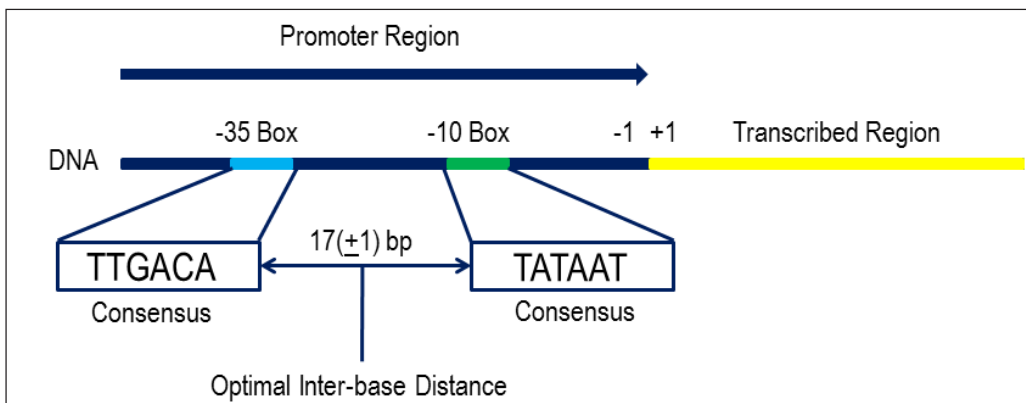 Promoter Region
-35 Box -10 Box -1 +1 Transcribed Region
DNA
17(±1) bp
TTGACA TATAAT
Consensus Consensus
Optimal Inter-base Distance